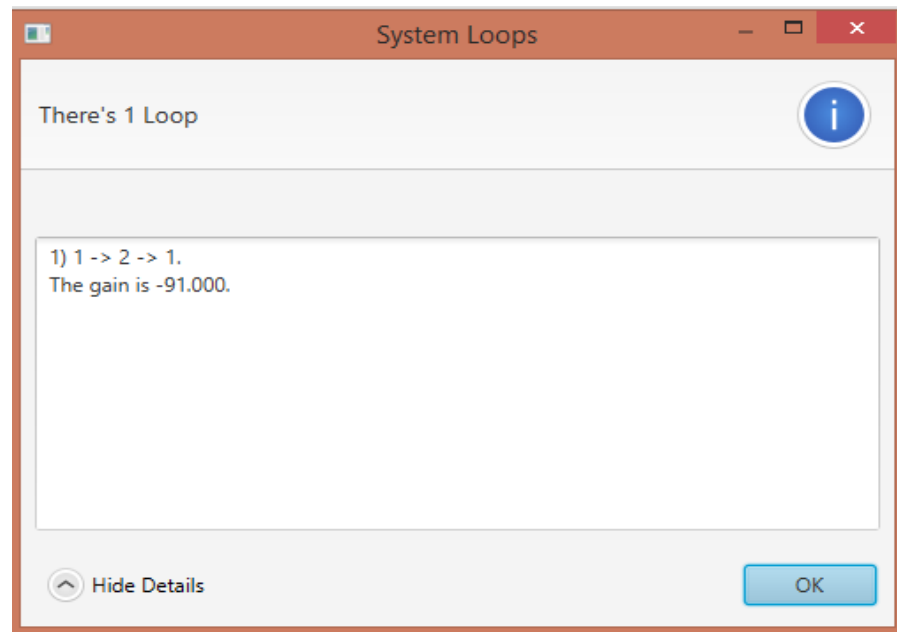 System Loops
There's 1 Loop
i
1) 1 -> 2 -> 1.
The gain is -91.000.
Hide Details
OK